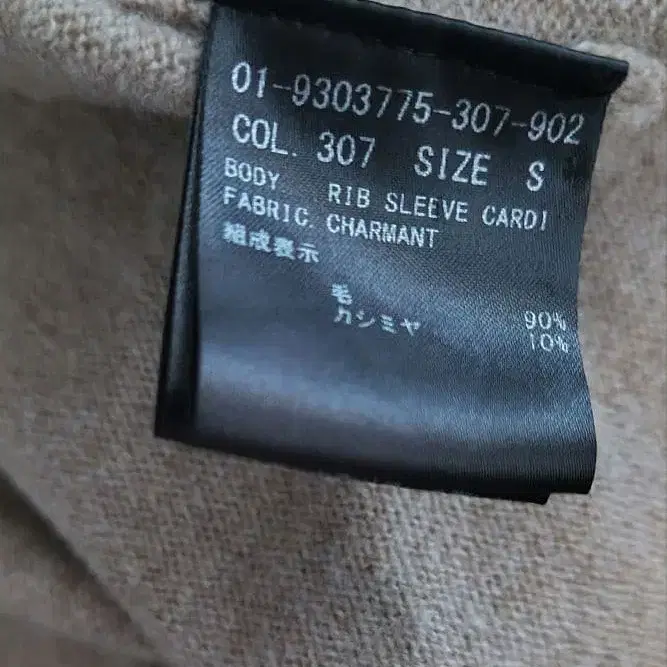 01-9303775-307-902
COL. 307 SIZE S
BODY RIB SLEEVE CARDI
FABRIC. CHARMANT
組成表示
毛 90%
カシミヤ 10%